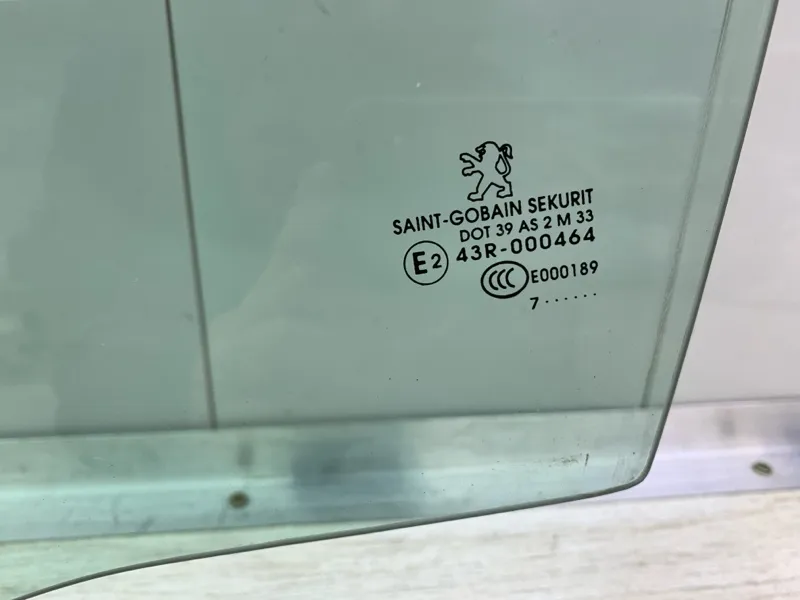 SAINT-GOBAIN SEKURIT
DOT 39 AS 2 M 33
E2 43R-000464
CCC E000189
7 ......